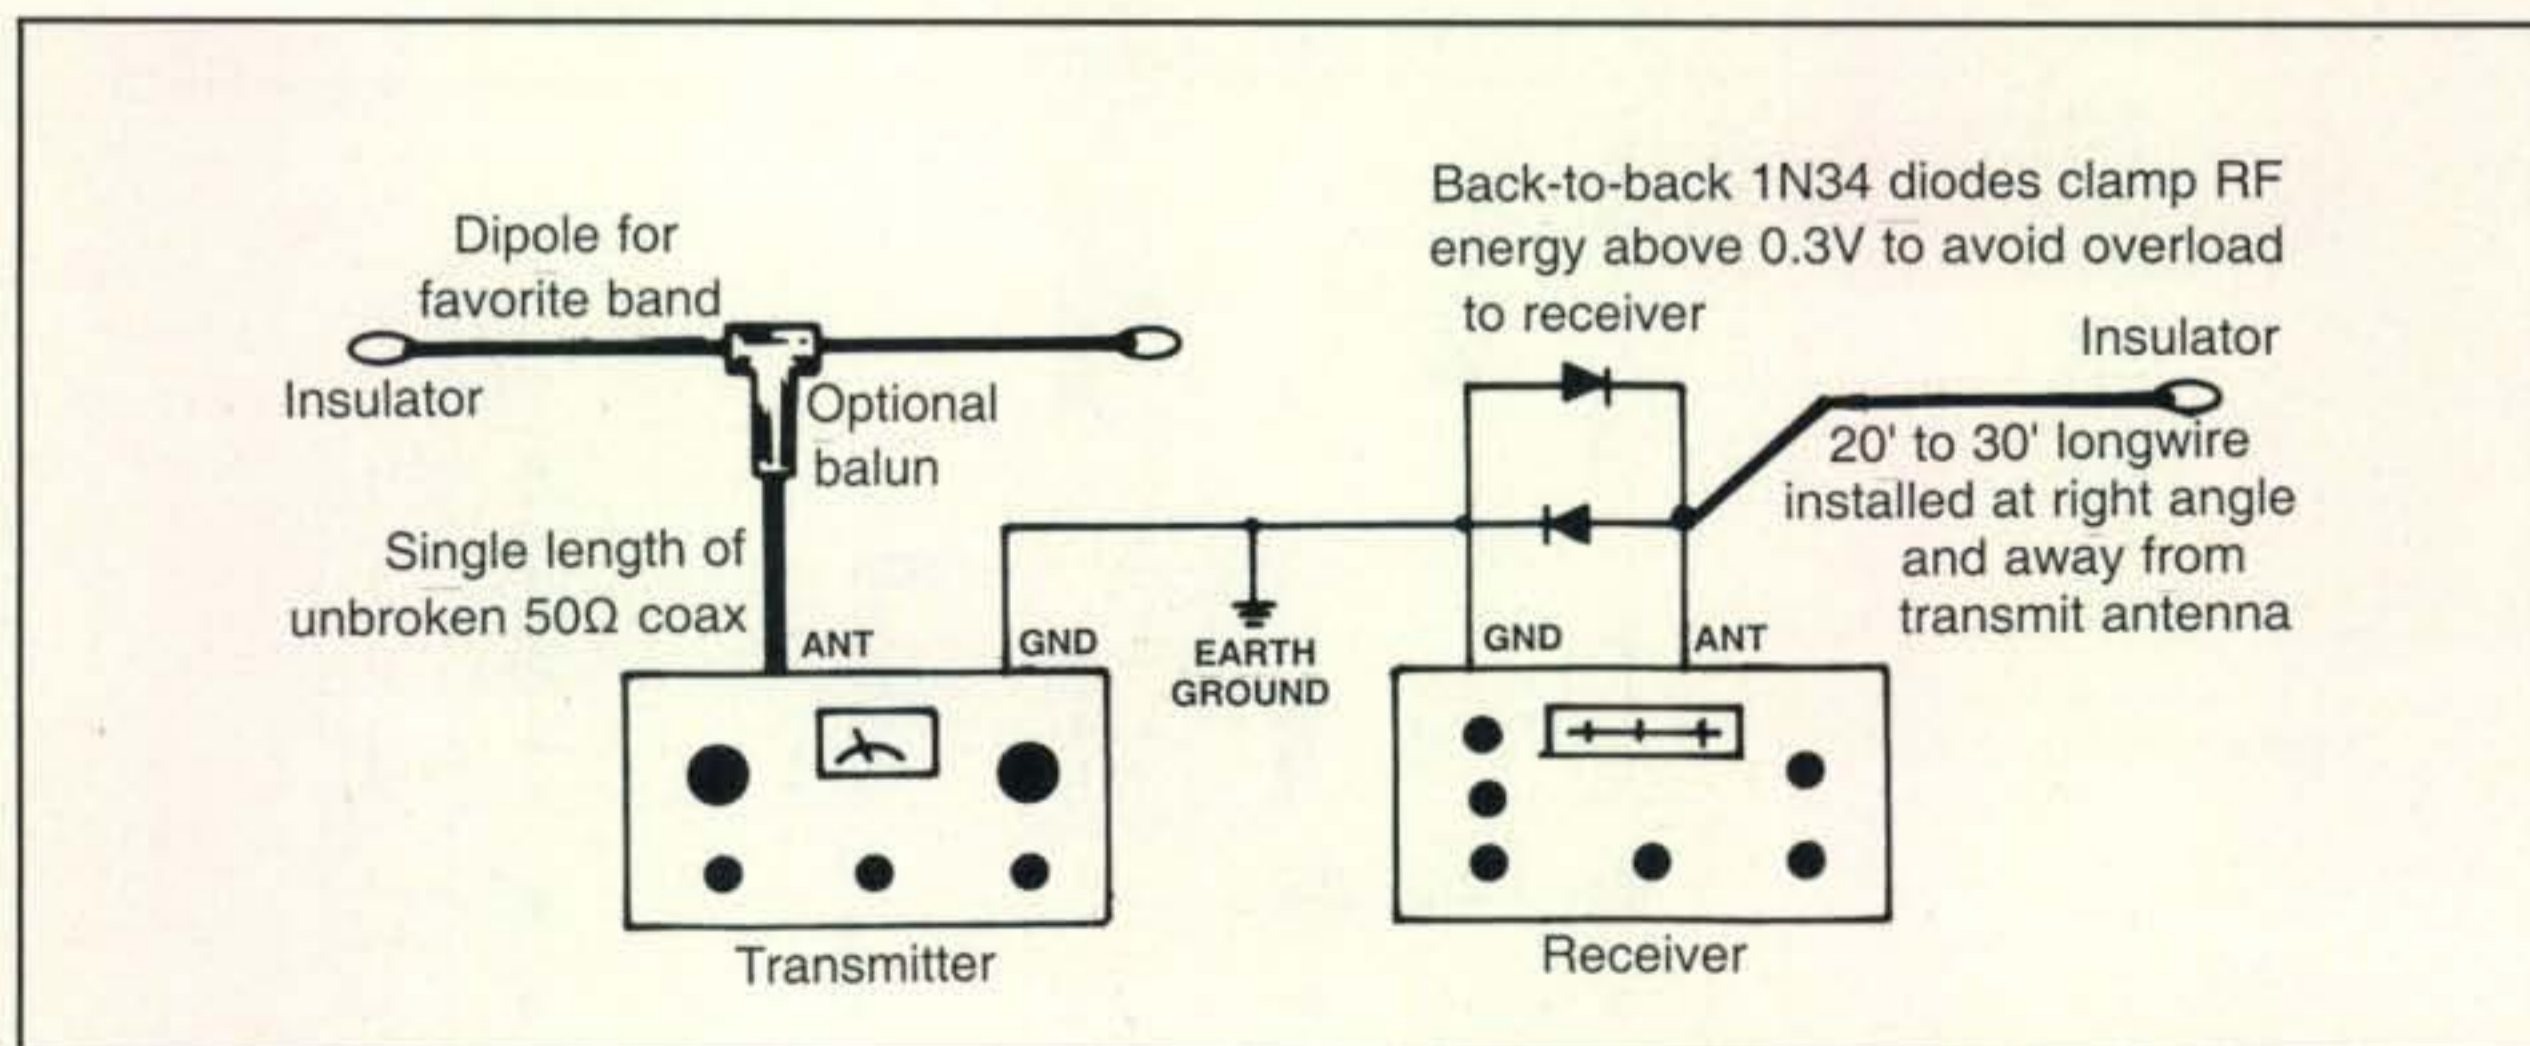 Dipole for
favorite band
Insulator
Optional
balun
Single length of
unbroken 50Ω coax
ANT
GND
EARTH
GROUND
Transmitter
Back-to-back 1N34 diodes clamp RF
energy above 0.3V to avoid overload
to receiver
Insulator
20' to 30' longwire
installed at right angle
and away from
transmit antenna
GND
ANT
Receiver